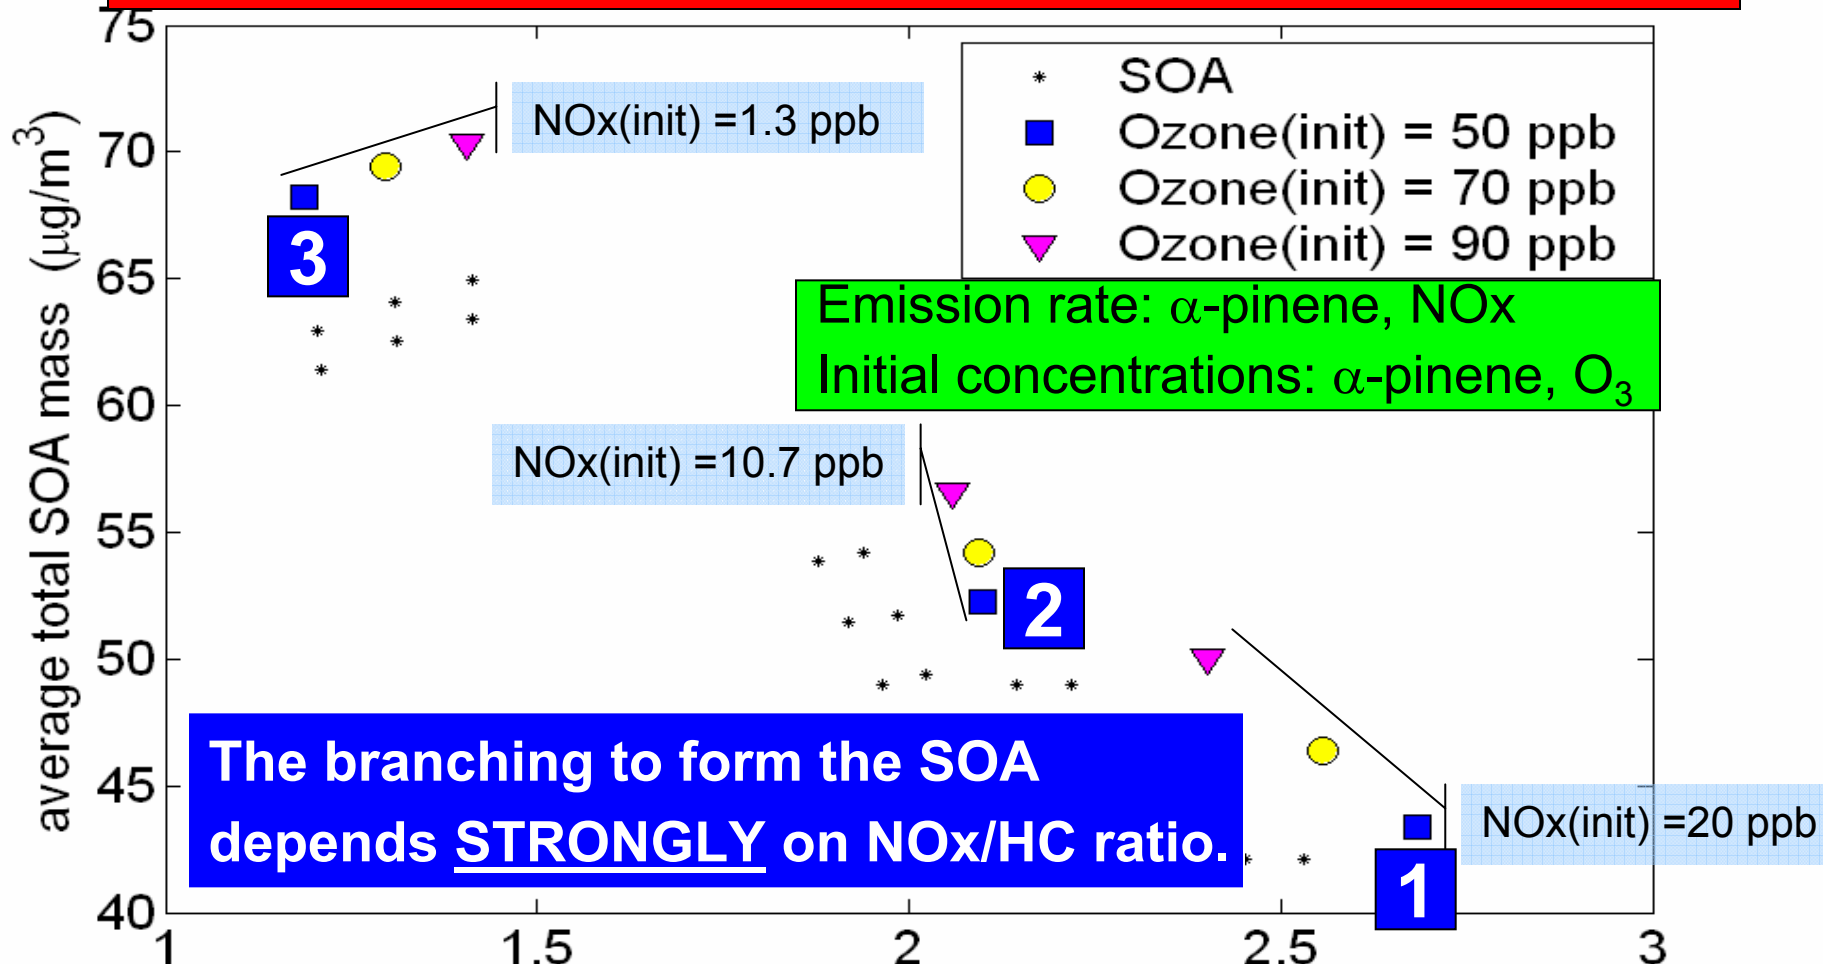 75
70
65
60
55
50
45
40
average total SOA mass (μg/m³)
NOx(init) =1.3 ppb
SOA
Ozone(init) = 50 ppb
Ozone(init) = 70 ppb
Ozone(init) = 90 ppb
3
Emission rate: α-pinene, NOx
Initial concentrations: α-pinene, O₃
NOx(init) =10.7 ppb
2
The branching to form the SOA
depends STRONGLY on NOx/HC ratio.
NOx(init) =20 ppb
1
1 1.5 2 2.5 3